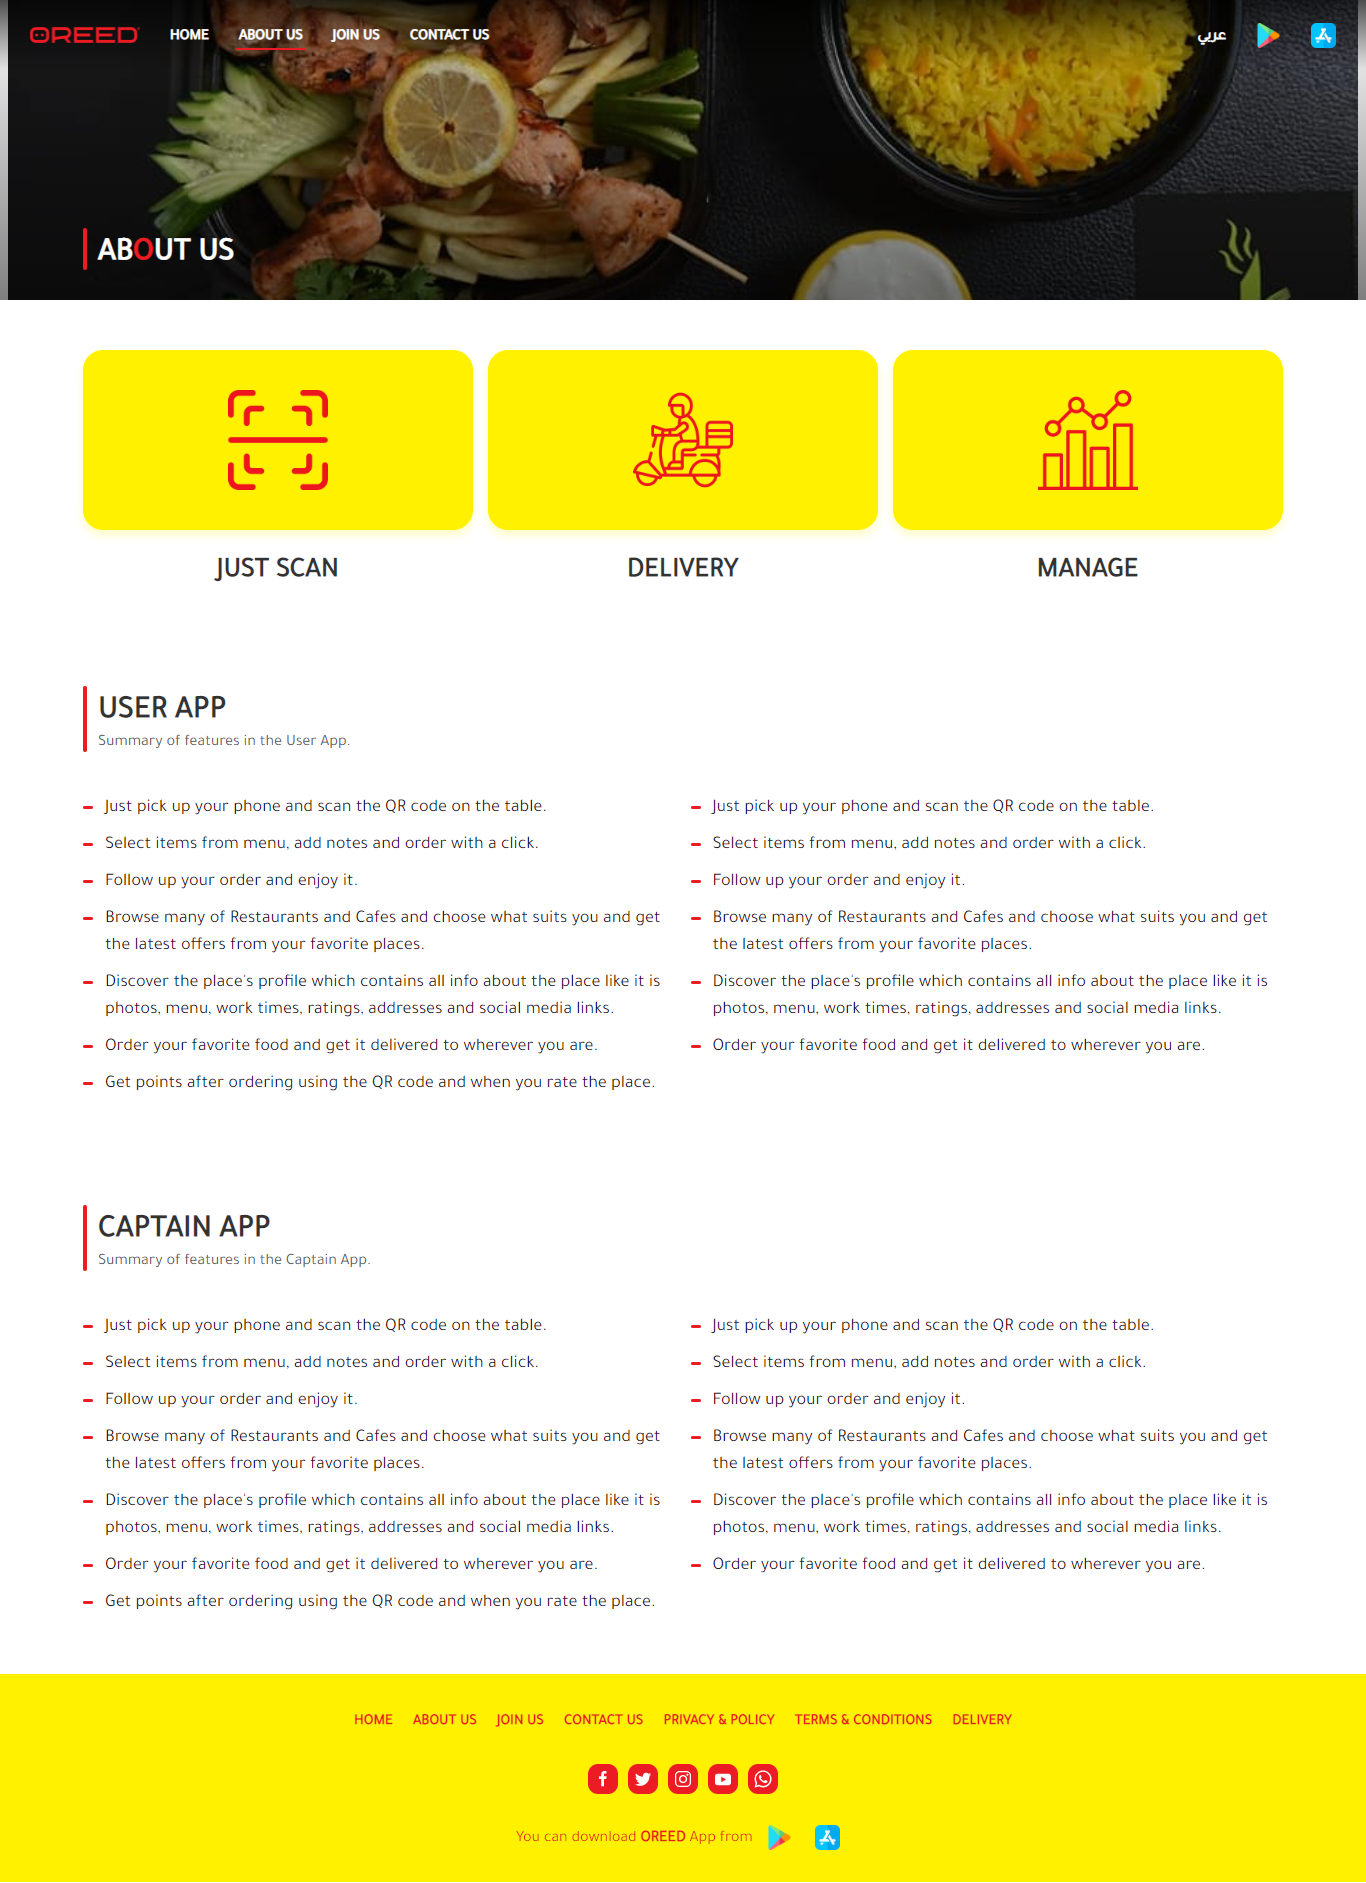 OREED
HOME ABOUT US JOIN US CONTACT US عربي
ABOUT US
JUST SCAN
DELIVERY
MANAGE
USER APP
Summary of features in the User App.
Just pick up your phone and scan the QR code on the table.
Select items from menu, add notes and order with a click.
Follow up your order and enjoy it.
Browse many of Restaurants and Cafes and choose what suits you and get
the latest offers from your favorite places.
Discover the place's profile which contains all info about the place like it is
photos, menu, work times, ratings, addresses and social media links.
Order your favorite food and get it delivered to wherever you are.
Get points after ordering using the QR code and when you rate the place.
Just pick up your phone and scan the QR code on the table.
Select items from menu, add notes and order with a click.
Follow up your order and enjoy it.
Browse many of Restaurants and Cafes and choose what suits you and get
the latest offers from your favorite places.
Discover the place's profile which contains all info about the place like it is
photos, menu, work times, ratings, addresses and social media links.
Order your favorite food and get it delivered to wherever you are.
CAPTAIN APP
Summary of features in the Captain App.
Just pick up your phone and scan the QR code on the table.
Select items from menu, add notes and order with a click.
Follow up your order and enjoy it.
Browse many of Restaurants and Cafes and choose what suits you and get
the latest offers from your favorite places.
Discover the place's profile which contains all info about the place like it is
photos, menu, work times, ratings, addresses and social media links.
Order your favorite food and get it delivered to wherever you are.
Get points after ordering using the QR code and when you rate the place.
Just pick up your phone and scan the QR code on the table.
Select items from menu, add notes and order with a click.
Follow up your order and enjoy it.
Browse many of Restaurants and Cafes and choose what suits you and get
the latest offers from your favorite places.
Discover the place's profile which contains all info about the place like it is
photos, menu, work times, ratings, addresses and social media links.
Order your favorite food and get it delivered to wherever you are.
HOME ABOUT US JOIN US CONTACT US PRIVACY & POLICY TERMS & CONDITIONS DELIVERY
You can download OREED App from